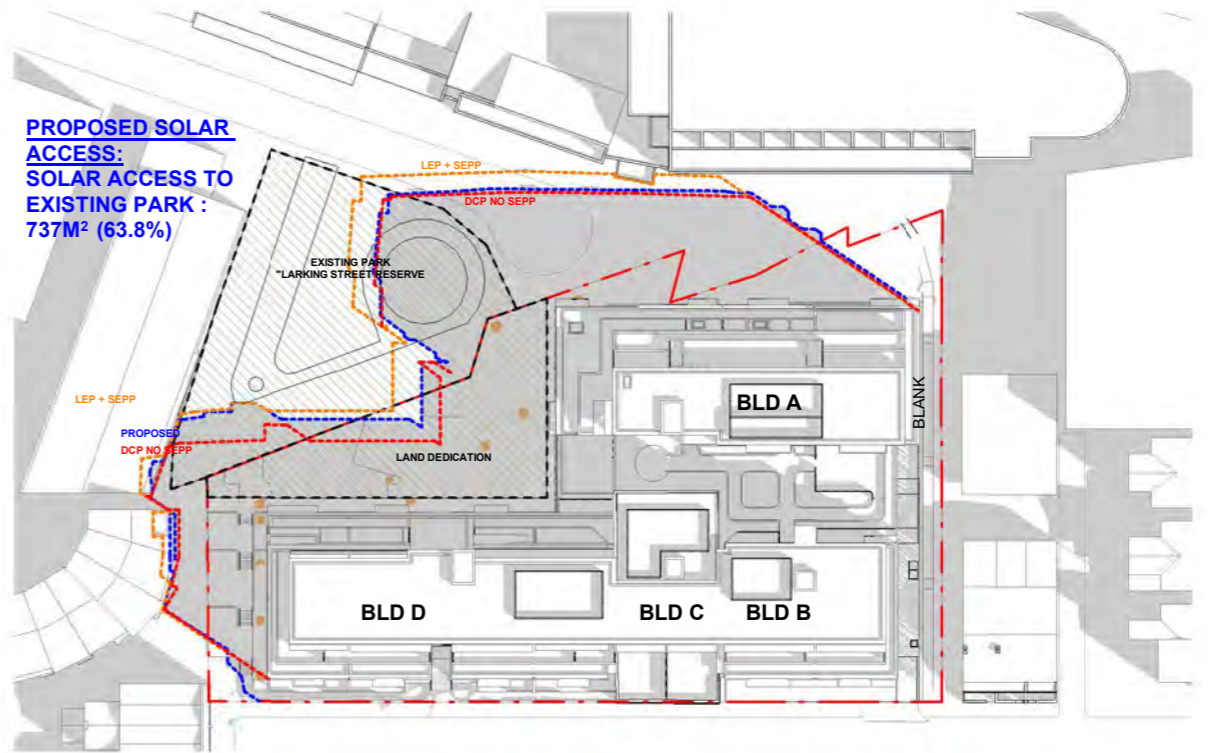 PROPOSED SOLAR
ACCESS:
SOLAR ACCESS TO
EXISTING PARK :
737M² (63.8%)
LEP + SEPP
DCP NO SEPP
EXISTING PARK
"LARKING STREET RESERVE
LEP + SEPP
PROPOSED
DCP NO SEPP
LAND DEDICATION
BLD A
BLANK
BLD D
BLD C
BLD B